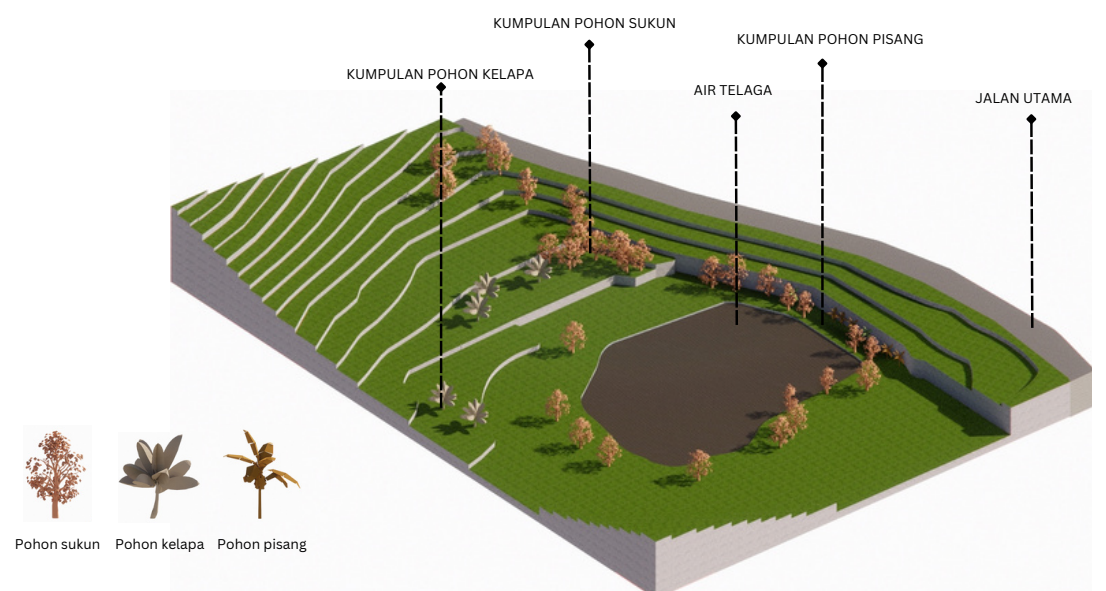 KUMPULAN POHON SUKUN
KUMPULAN POHON PISANG
KUMPULAN POHON KELAPA
AIR TELAGA
JALAN UTAMA
Pohon sukun
Pohon kelapa
Pohon pisang